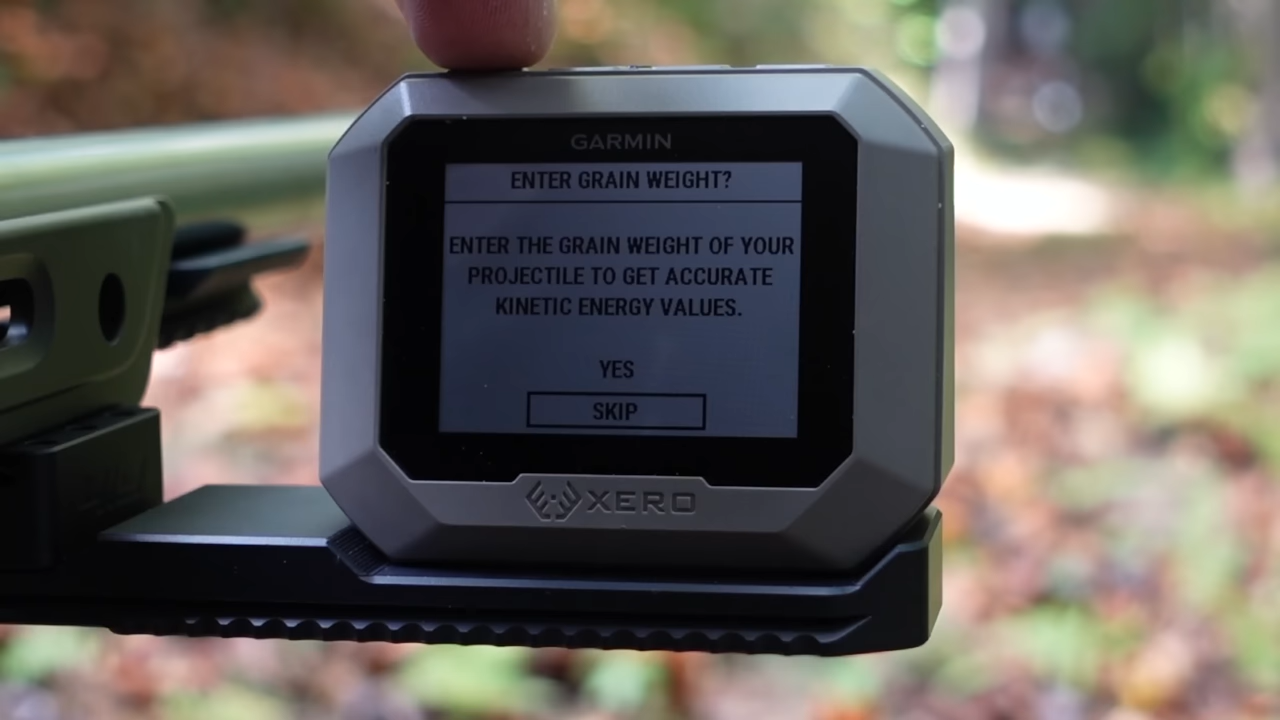 GARMIN
ENTER GRAIN WEIGHT?
ENTER THE GRAIN WEIGHT OF YOUR
PROJECTILE TO GET ACCURATE
KINETIC ENERGY VALUES.
YES
SKIP
XERO